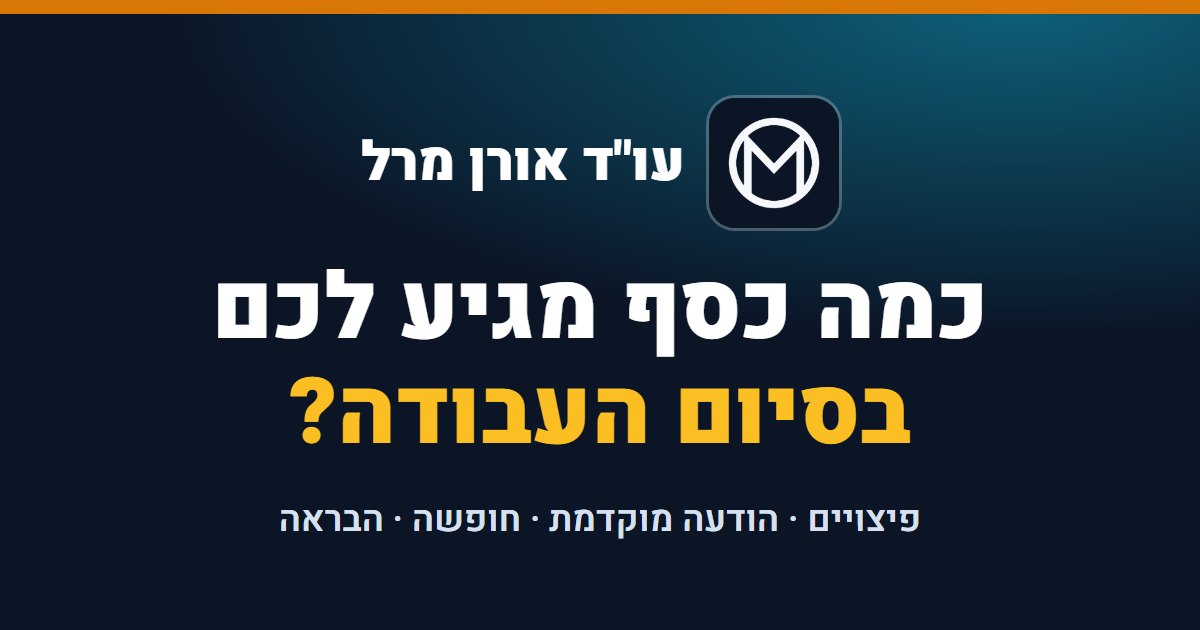 עו"ד אורן מרל
כמה כסף מגיע לכם
בסיום העבודה?
פיצויים · הודעה מוקדמת · חופשה · הבראה